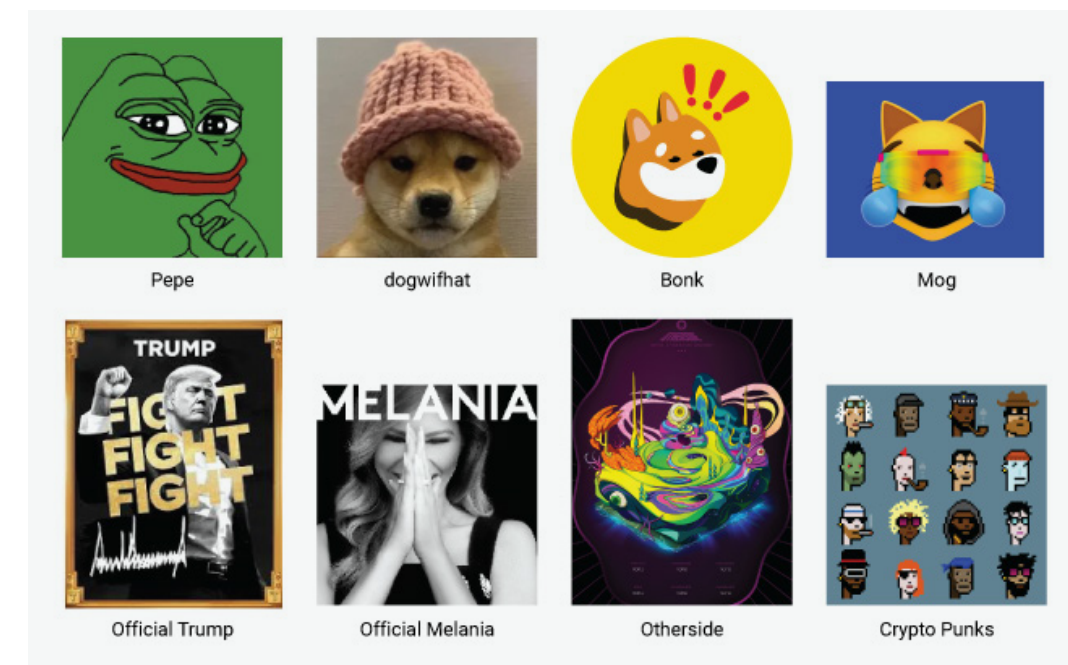 Pepe
dogwifhat
Bonk
Mog
TRUMP
FIGHT
FIGHT
FIGHT
Official Trump
MELANIA
Official Melania
Otherside
Crypto Punks